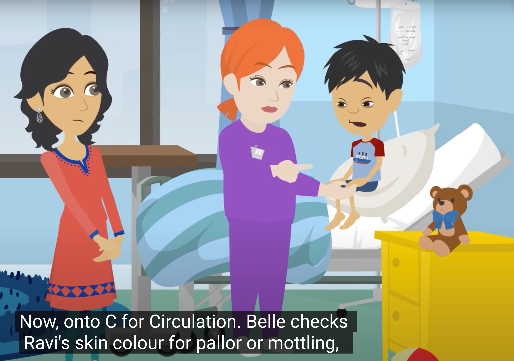 Now, onto C for Circulation. Belle checks
Ravi's skin colour for pallor or mottling,